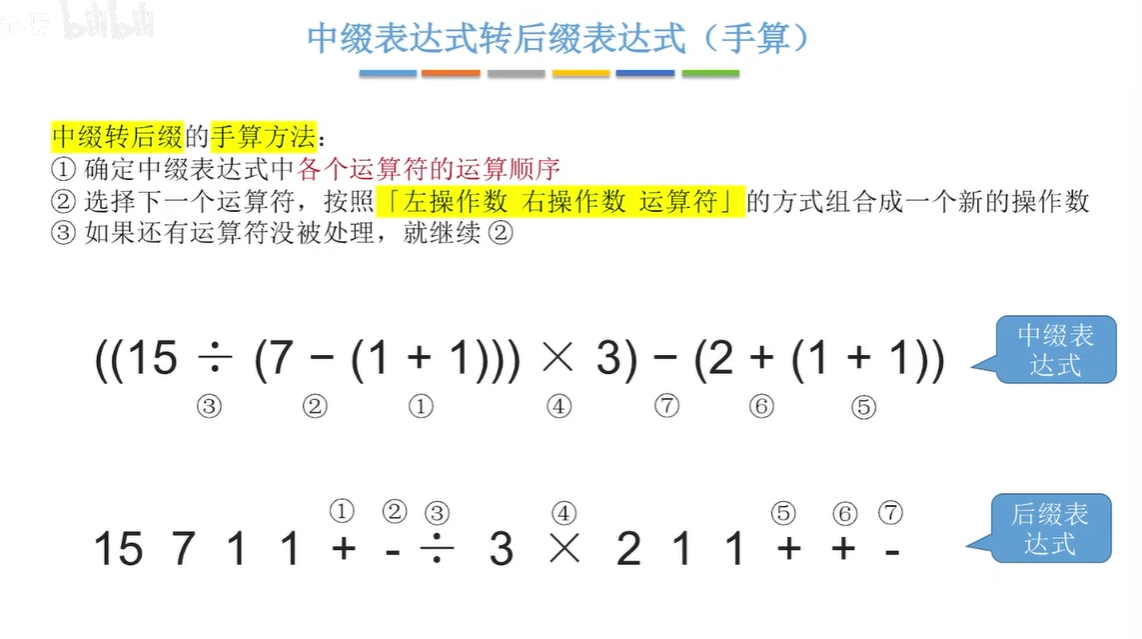 bilibili
中缀表达式转后缀表达式（手算）
中缀转后缀的手算方法：
① 确定中缀表达式中各个运算符的运算顺序
② 选择下一个运算符，按照「左操作数 右操作数 运算符」的方式组合成一个新的操作数
③ 如果还有运算符没被处理，就继续 ②
((15 ÷ (7 − (1 + 1))) × 3) − (2 + (1 + 1))
③ ② ① ④ ⑦ ⑥ ⑤
中缀表
达式
① ② ③ ④ ⑤ ⑥ ⑦
15 7 1 1 + - ÷ 3 × 2 1 1 + + -
后缀表
达式